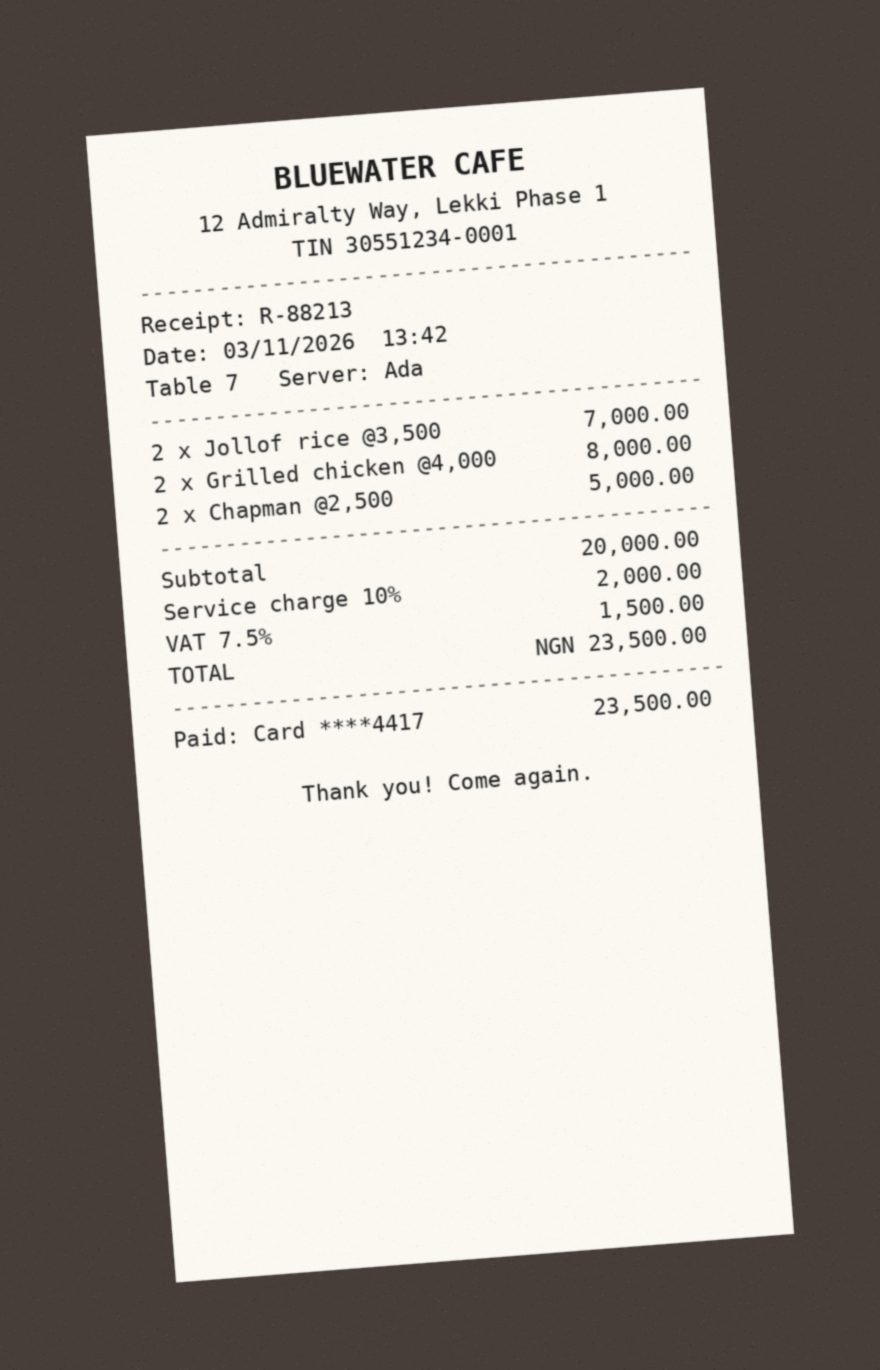 BLUEWATER CAFE
12 Admiralty Way, Lekki Phase 1
TIN 30551234-0001
Receipt: R-88213
Date: 03/11/2026  13:42
Table 7   Server: Ada
2 x Jollof rice @3,500 7,000.00
2 x Grilled chicken @4,000 8,000.00
2 x Chapman @2,500 5,000.00
Subtotal 20,000.00
Service charge 10% 2,000.00
VAT 7.5% 1,500.00
TOTAL NGN 23,500.00
Paid: Card ****4417 23,500.00
Thank you! Come again.